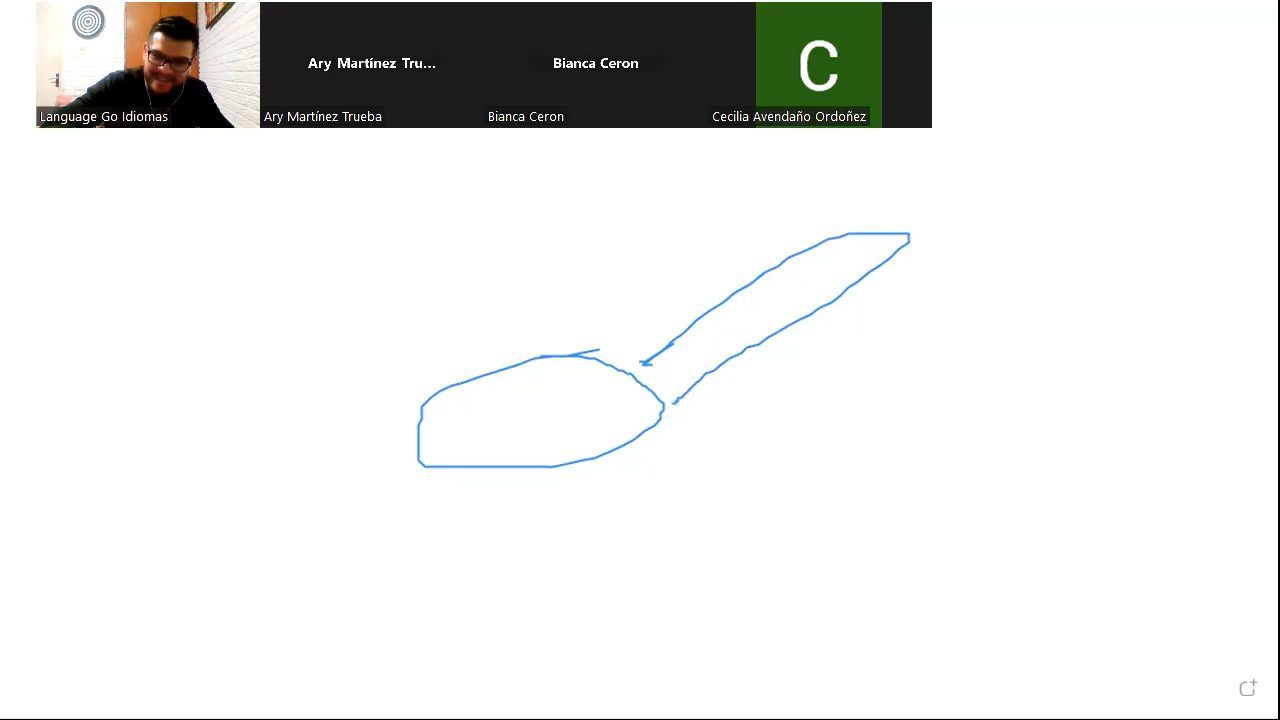 Ary Martínez Tru...
Bianca Ceron
C
Language Go Idiomas
Ary Martínez Trueba
Bianca Ceron
Cecilia Avendaño Ordoñez